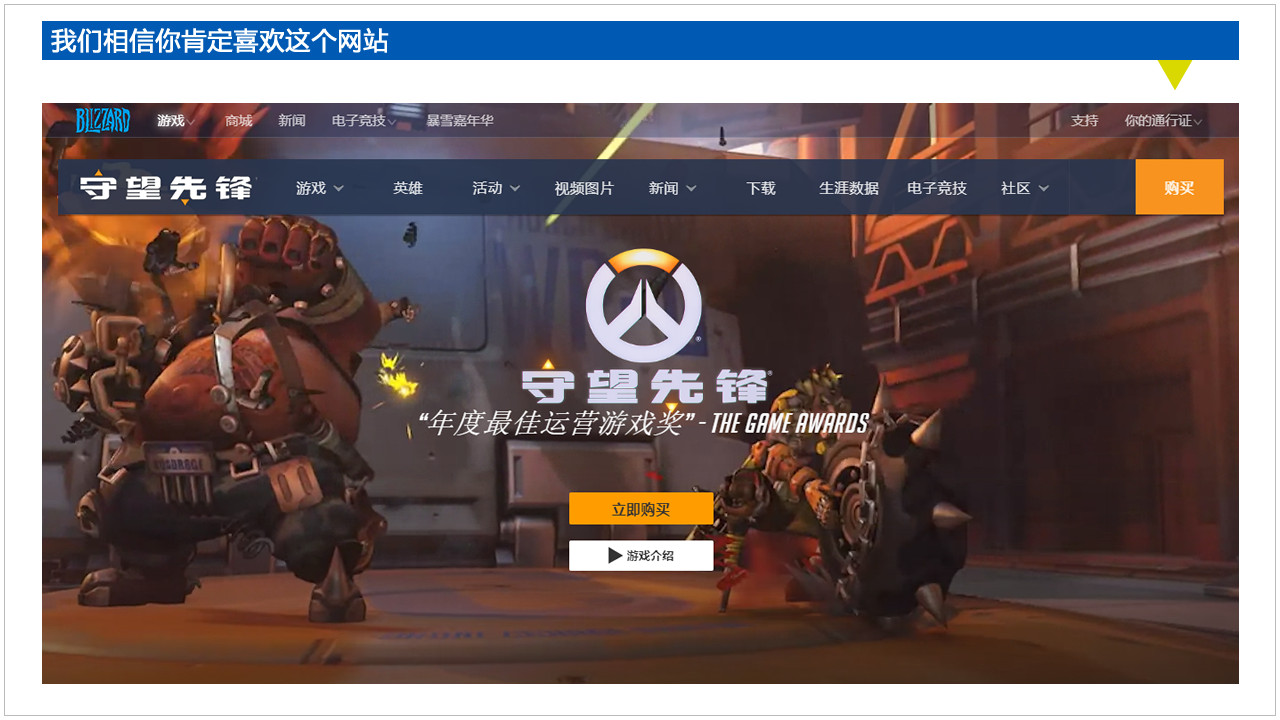 我们相信你肯定喜欢这个网站
BLIZZARD 游戏 商城 新闻 电子竞技 暴雪嘉年华 支持 你的通行证
守望先锋 游戏 英雄 活动 视频图片 新闻 下载 生涯数据 电子竞技 社区 购买
守望先锋®
“年度最佳运营游戏奖” - THE GAME AWARDS
立即购买
游戏介绍